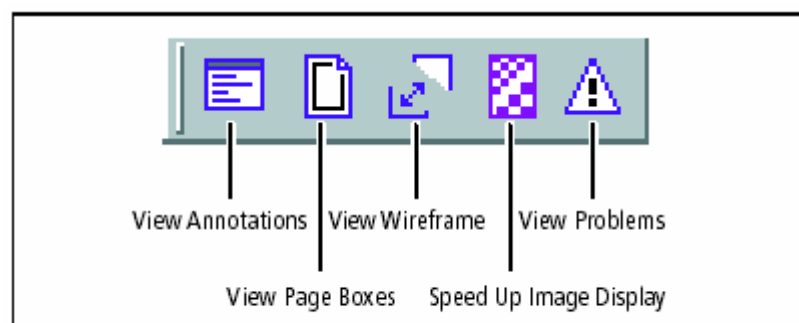 View Annotations View Wireframe View Problems
View Page Boxes Speed Up Image Display